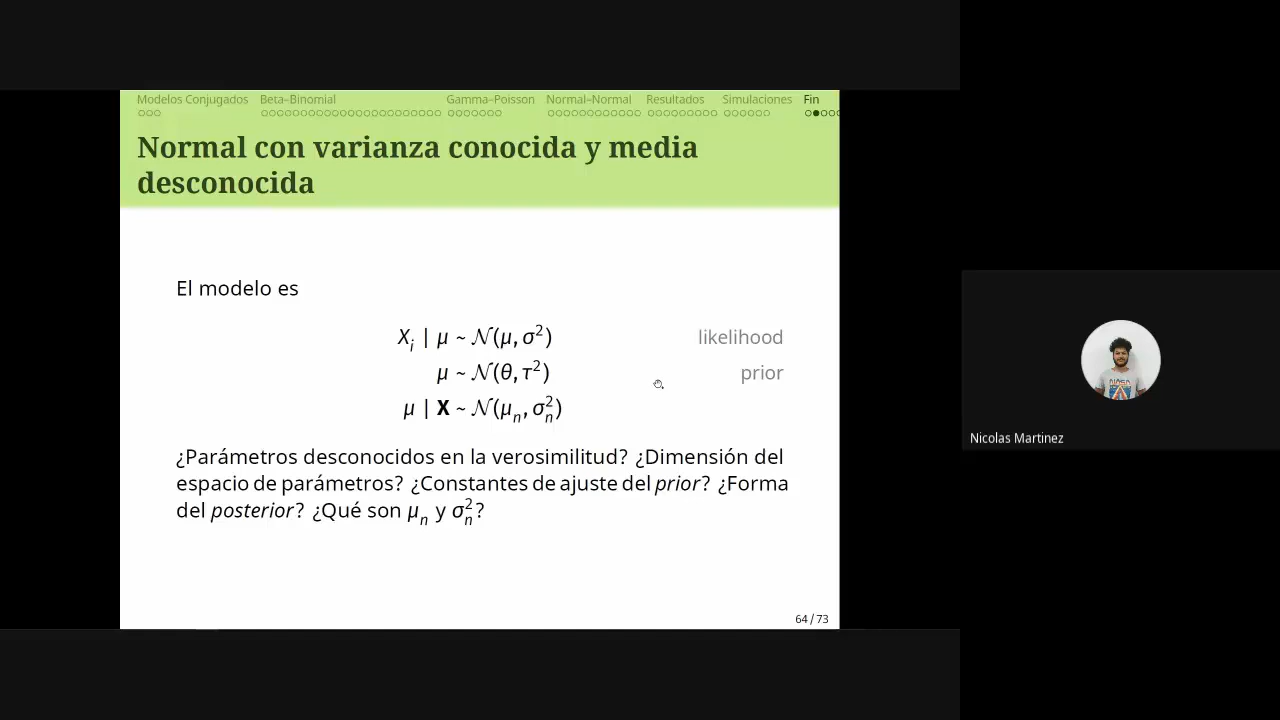 Modelos Conjugados Beta–Binomial Gamma–Poisson Normal–Normal Resultados Simulaciones Fin
Normal con varianza conocida y media
desconocida
El modelo es
X_i | μ ~ 𝒩(μ, σ²) likelihood
μ ~ 𝒩(θ, τ²) prior
μ | X ~ 𝒩(μ_n, σ_n²)
¿Parámetros desconocidos en la verosimilitud? ¿Dimensión del
espacio de parámetros? ¿Constantes de ajuste del prior? ¿Forma
del posterior? ¿Qué son μ_n y σ_n²?
64 / 73
Nicolas Martinez